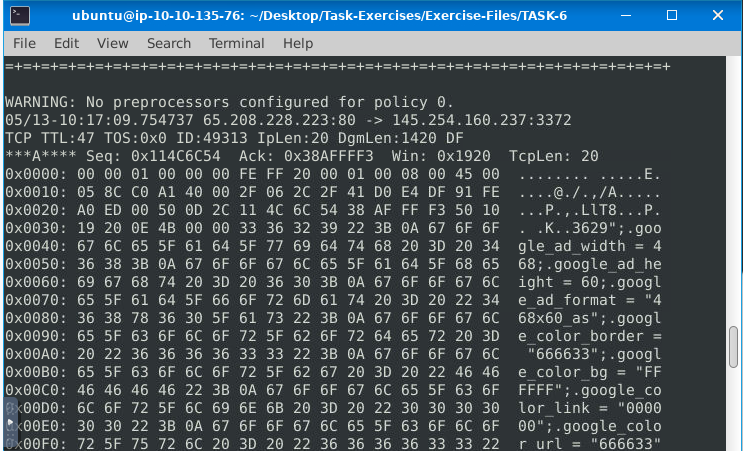 ubuntu@ip-10-10-135-76: ~/Desktop/Task-Exercises/Exercise-Files/TASK-6
File Edit View Search Terminal Help
=+=+=+=+=+=+=+=+=+=+=+=+=+=+=+=+=+=+=+=+=+=+=+=+=+=+=+=+=+=+=+=+=+=+=+=+=+
WARNING: No preprocessors configured for policy 0.
05/13-10:17:09.754737 65.208.228.223:80 -> 145.254.160.237:3372
TCP TTL:47 TOS:0x0 ID:49313 IpLen:20 DgmLen:1420 DF
***A**** Seq: 0x114C6C54  Ack: 0x38AFFFF3  Win: 0x1920  TcpLen: 20
0x0000: 00 00 01 00 00 00 FE FF 20 00 01 00 08 00 45 00  ........ .....E.
0x0010: 05 8C C0 A1 40 00 2F 06 2C 2F 41 D0 E4 DF 91 FE  ....@./.,/A.....
0x0020: A0 ED 00 50 0D 2C 11 4C 6C 54 38 AF FF F3 50 10  ...P.,.LlT8...P.
0x0030: 19 20 0E 4B 00 00 33 36 32 39 22 3B 0A 67 6F 6F  . .K..3629";.goo
0x0040: 67 6C 65 5F 61 64 5F 77 69 64 74 68 20 3D 20 34  gle_ad_width = 4
0x0050: 36 38 3B 0A 67 6F 6F 67 6C 65 5F 61 64 5F 68 65  68;.google_ad_he
0x0060: 69 67 68 74 20 3D 20 36 30 3B 0A 67 6F 6F 67 6C  ight = 60;.googl
0x0070: 65 5F 61 64 5F 66 6F 72 6D 61 74 20 3D 20 22 34  e_ad_format = "4
0x0080: 36 38 78 36 30 5F 61 73 22 3B 0A 67 6F 6F 67 6C  68x60_as";.googl
0x0090: 65 5F 63 6F 6C 6F 72 5F 62 6F 72 64 65 72 20 3D  e_color_border =
0x00A0: 20 22 36 36 36 36 33 33 22 3B 0A 67 6F 6F 67 6C   "666633";.googl
0x00B0: 65 5F 63 6F 6C 6F 72 5F 62 67 20 3D 20 22 46 46  e_color_bg = "FF
0x00C0: 46 46 46 46 22 3B 0A 67 6F 6F 67 6C 65 5F 63 6F  FFFF";.google_co
0x00D0: 6C 6F 72 5F 6C 69 6E 6B 20 3D 20 22 30 30 30 30  lor_link = "0000
0x00E0: 30 30 22 3B 0A 67 6F 6F 67 6C 65 5F 63 6F 6C 6F  00";.google_colo
0x00F0: 72 5F 75 72 6C 20 3D 20 22 36 36 36 36 33 33 22  r_url = "666633"